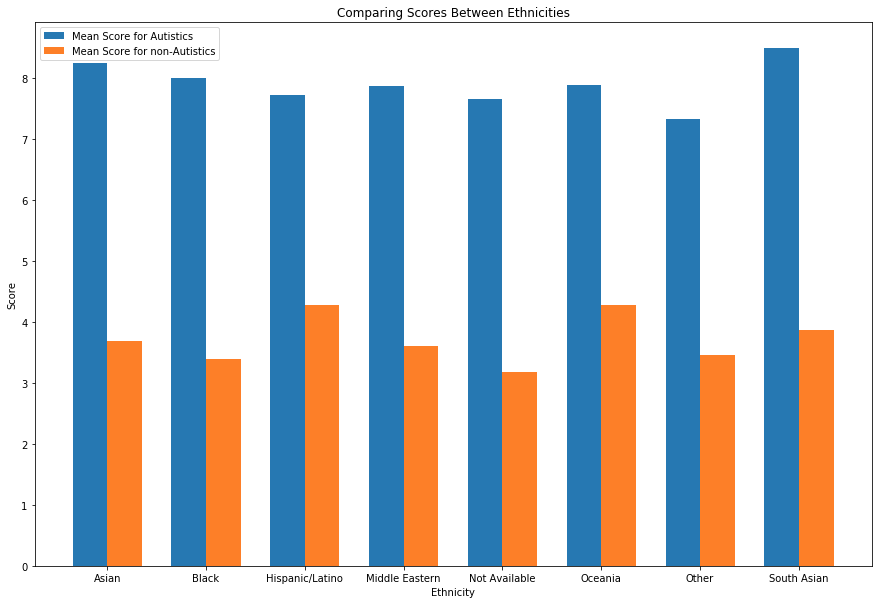 Comparing Scores Between Ethnicities
Mean Score for Autistics
Mean Score for non-Autistics
8
7
6
5
4
3
2
1
0
Score
Asian
Black
Hispanic/Latino
Middle Eastern
Not Available
Oceania
Other
South Asian
Ethnicity